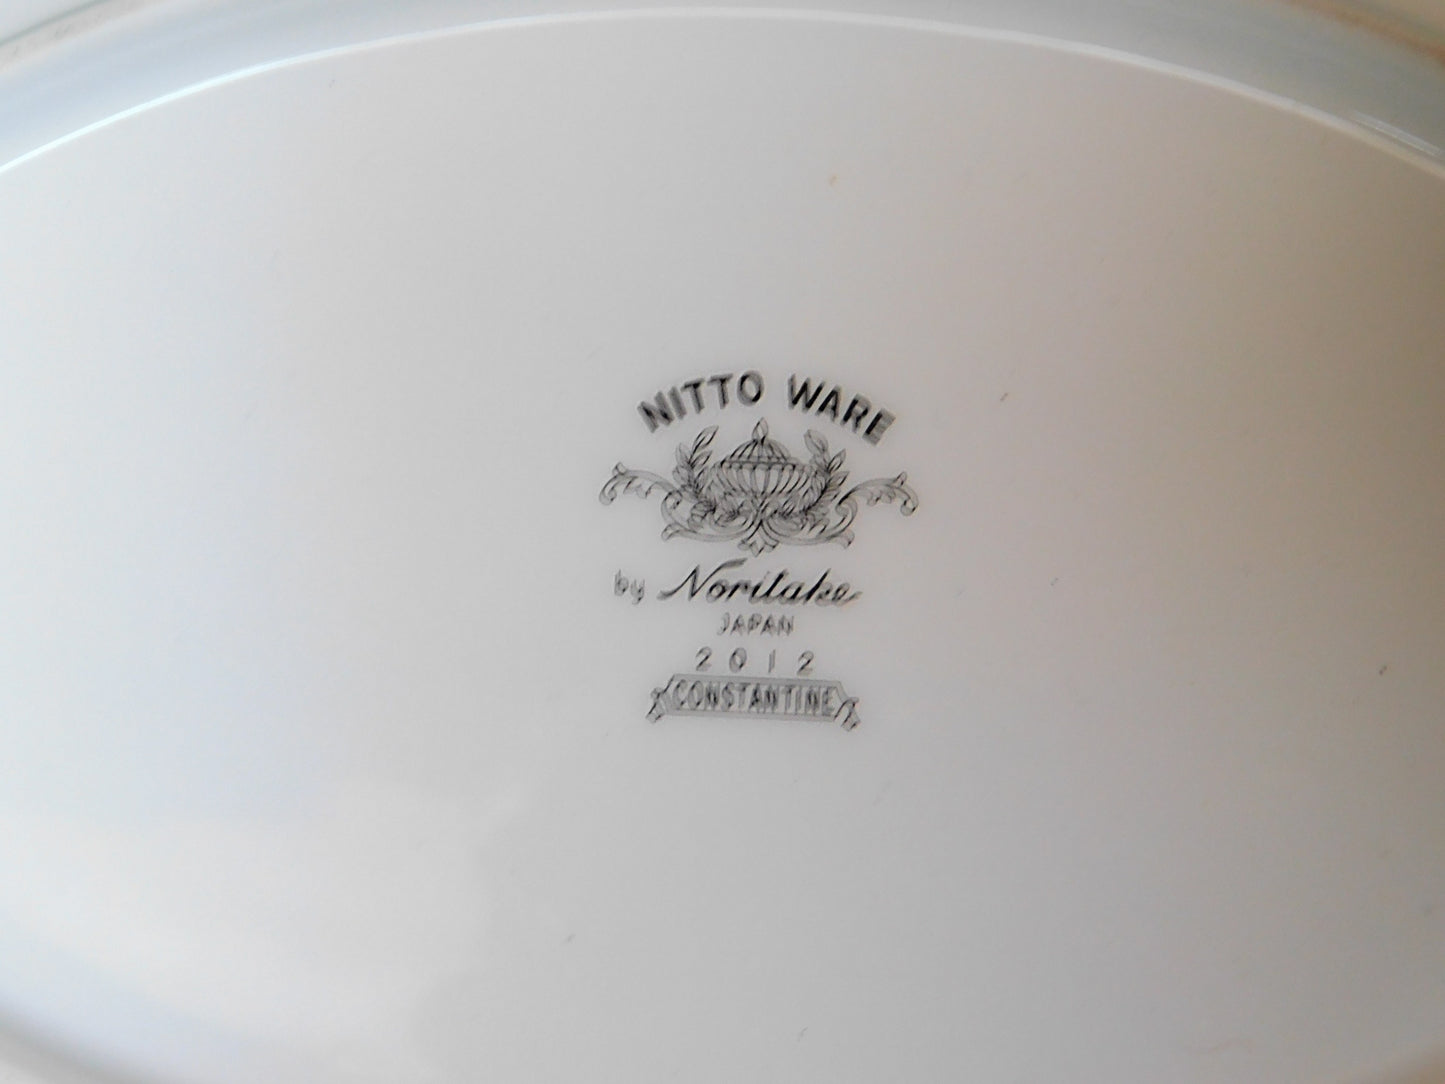 NITTO WARE
by Noritake
JAPAN
2012
CONSTANTINE